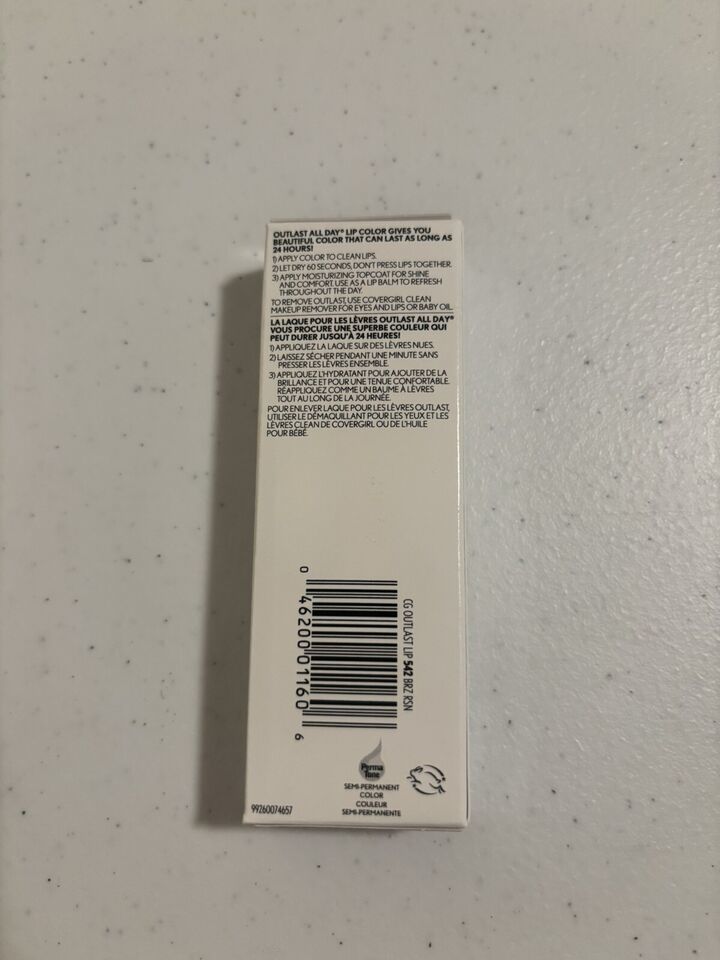 OUTLAST ALL DAY® LIP COLOR GIVES YOU
BEAUTIFUL COLOR THAT CAN LAST AS LONG AS
24 HOURS!
1) APPLY COLOR TO CLEAN LIPS.
2) LET DRY 60 SECONDS, DON'T PRESS LIPS TOGETHER.
3) APPLY MOISTURIZING TOPCOAT FOR SHINE
AND COMFORT. USE AS A LIP BALM TO REFRESH
THROUGHOUT THE DAY.
TO REMOVE OUTLAST, USE COVERGIRL CLEAN
MAKEUP REMOVER FOR EYES AND LIPS OR BABY OIL.
LA LAQUE POUR LES LÈVRES OUTLAST ALL DAY®
VOUS PROCURE UNE SUPERBE COULEUR QUI
PEUT DURER JUSQU'À 24 HEURES!
1) APPLIQUEZ LA LAQUE SUR DES LÈVRES NUES.
2) LAISSEZ SÉCHER PENDANT UNE MINUTE SANS
PRESSER LES LÈVRES ENSEMBLE.
3) APPLIQUEZ L'HYDRATANT POUR AJOUTER DE LA
BRILLANCE ET POUR UNE TENUE CONFORTABLE.
RÉAPPLIQUEZ COMME UN BAUME À LÈVRES
TOUT AU LONG DE LA JOURNÉE.
POUR ENLEVER LAQUE POUR LES LÈVRES OUTLAST,
UTILISER LE DÉMAQUILLANT POUR LES YEUX ET LES
LÈVRES CLEAN DE COVERGIRL OU DE L'HUILE
POUR BÉBÉ.
CG OUTLAST LIP 542 BRZ RSN
0 46200 01160 6
Perma
Tone
SEMI-PERMANENT
COLOR
COULEUR
SEMI-PERMANENTE
99260074657